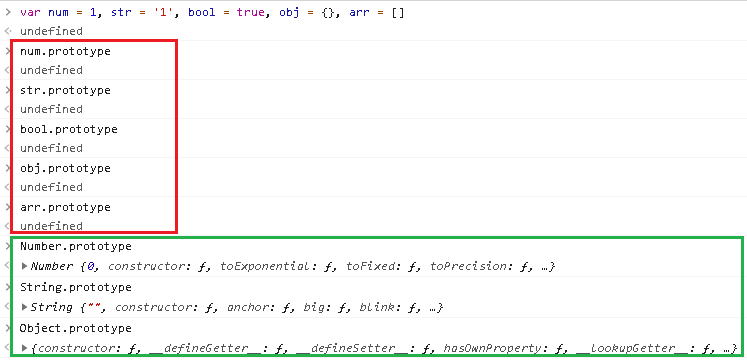 var num = 1, str = '1', bool = true, obj = {}, arr = []
undefined
num.prototype
undefined
str.prototype
undefined
bool.prototype
undefined
obj.prototype
undefined
arr.prototype
undefined
Number.prototype
Number {0, constructor: ƒ, toExponential: ƒ, toFixed: ƒ, toPrecision: ƒ, …}
String.prototype
String {"", constructor: ƒ, anchor: ƒ, big: ƒ, blink: ƒ, …}
Object.prototype
{constructor: ƒ, __defineGetter__: ƒ, __defineSetter__: ƒ, hasOwnProperty: ƒ, __lookupGetter__: ƒ, …}